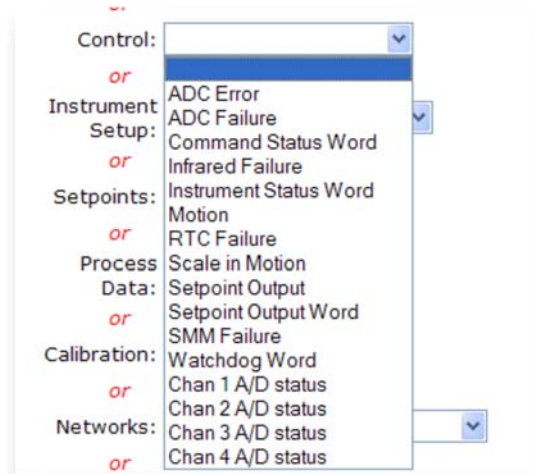 or
Control:
or
Instrument
Setup:
or
Setpoints:
or
Process
Data:
or
Calibration:
or
Networks:
or
ADC Error
ADC Failure
Command Status Word
Infrared Failure
Instrument Status Word
Motion
RTC Failure
Scale in Motion
Setpoint Output
Setpoint Output Word
SMM Failure
Watchdog Word
Chan 1 A/D status
Chan 2 A/D status
Chan 3 A/D status
Chan 4 A/D status